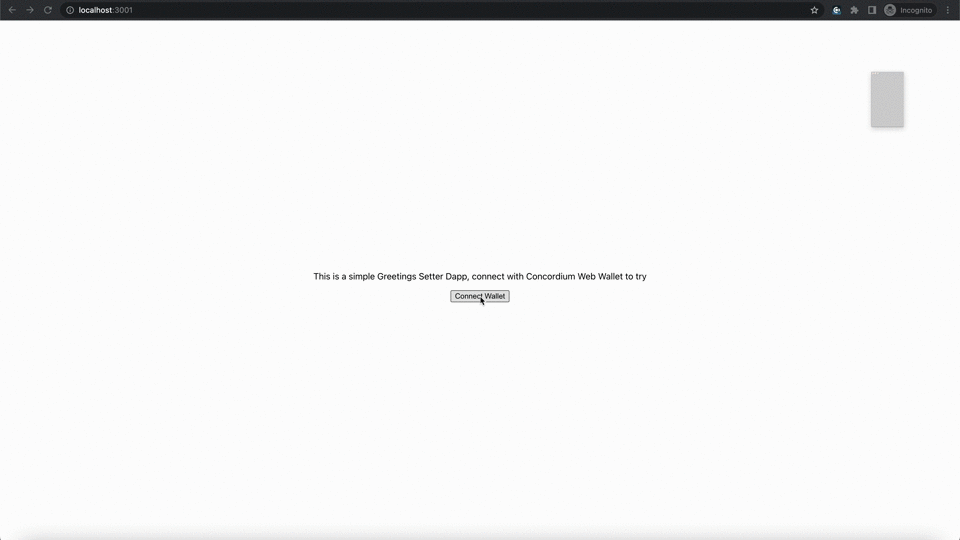 localhost:3001
Incognito
This is a simple Greetings Setter Dapp, connect with Concordium Web Wallet to try
Connect Wallet